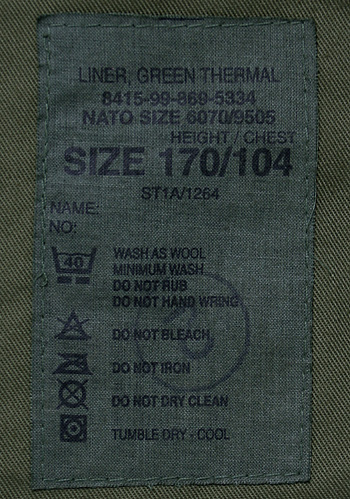 LINER, GREEN THERMAL
8415-99-869-5334
NATO SIZE 6070/9505
HEIGHT / CHEST
SIZE 170/104
ST1A/1264
NAME:
NO:
40
WASH AS WOOL
MINIMUM WASH
DO NOT RUB
DO NOT HAND WRING
DO NOT BLEACH
DO NOT IRON
DO NOT DRY CLEAN
TUMBLE DRY - COOL